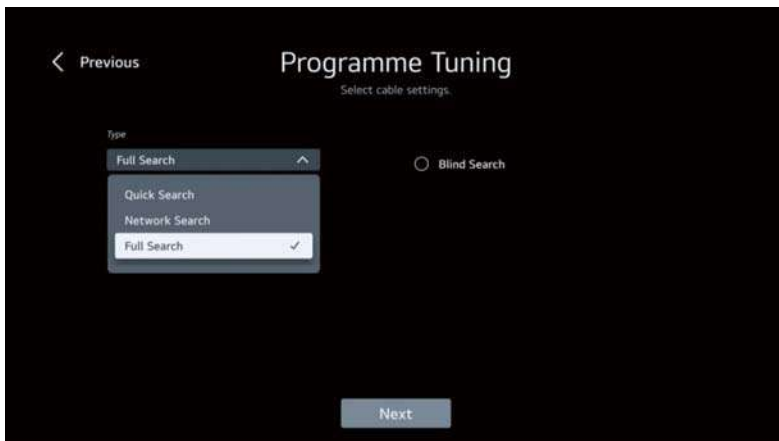 Previous
Programme Tuning
Select cable settings.
Type
Full Search
Blind Search
Quick Search
Network Search
Full Search
Next